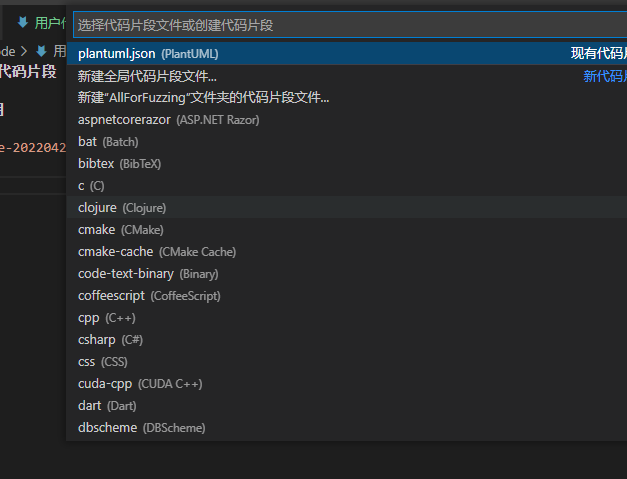 用户
选择代码片段文件或创建代码片段
ode > 用
plantuml.json (PlantUML) 现有代码片
代码片段
新建全局代码片段文件... 新代码片
新建“AllForFuzzing”文件夹的代码片段文件...
aspnetcorerazor (ASP.NET Razor)
bat (Batch)
e-2022042
bibtex (BibTeX)
c (C)
clojure (Clojure)
cmake (CMake)
cmake-cache (CMake Cache)
code-text-binary (Binary)
coffeescript (CoffeeScript)
cpp (C++)
csharp (C#)
css (CSS)
cuda-cpp (CUDA C++)
dart (Dart)
dbscheme (DBScheme)